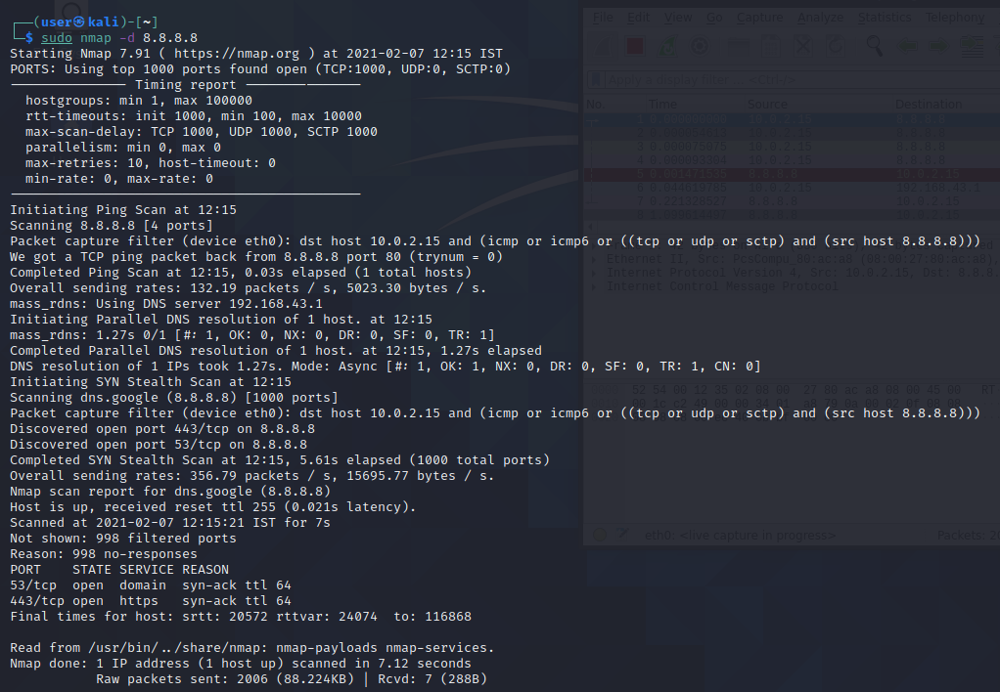 (user㉿kali)-[~]
$ sudo nmap -d 8.8.8.8
Starting Nmap 7.91 ( https://nmap.org ) at 2021-02-07 12:15 IST
PORTS: Using top 1000 ports found open (TCP:1000, UDP:0, SCTP:0)
--------------- Timing report ---------------
  hostgroups: min 1, max 100000
  rtt-timeouts: init 1000, min 100, max 10000
  max-scan-delay: TCP 1000, UDP 1000, SCTP 1000
  parallelism: min 0, max 0
  max-retries: 10, host-timeout: 0
  min-rate: 0, max-rate: 0
---------------------------------------------
Initiating Ping Scan at 12:15
Scanning 8.8.8.8 [4 ports]
Packet capture filter (device eth0): dst host 10.0.2.15 and (icmp or icmp6 or ((tcp or udp or sctp) and (src host 8.8.8.8)))
We got a TCP ping packet back from 8.8.8.8 port 80 (trynum = 0)
Completed Ping Scan at 12:15, 0.03s elapsed (1 total hosts)
Overall sending rates: 132.19 packets / s, 5023.30 bytes / s.
mass_rdns: Using DNS server 192.168.43.1
Initiating Parallel DNS resolution of 1 host. at 12:15
mass_rdns: 1.27s 0/1 [#: 1, OK: 0, NX: 0, DR: 0, SF: 0, TR: 1]
Completed Parallel DNS resolution of 1 host. at 12:15, 1.27s elapsed
DNS resolution of 1 IPs took 1.27s. Mode: Async [#: 1, OK: 1, NX: 0, DR: 0, SF: 0, TR: 1, CN: 0]
Initiating SYN Stealth Scan at 12:15
Scanning dns.google (8.8.8.8) [1000 ports]
Packet capture filter (device eth0): dst host 10.0.2.15 and (icmp or icmp6 or ((tcp or udp or sctp) and (src host 8.8.8.8)))
Discovered open port 443/tcp on 8.8.8.8
Discovered open port 53/tcp on 8.8.8.8
Completed SYN Stealth Scan at 12:15, 5.61s elapsed (1000 total ports)
Overall sending rates: 356.79 packets / s, 15695.77 bytes / s.
Nmap scan report for dns.google (8.8.8.8)
Host is up, received reset ttl 255 (0.021s latency).
Scanned at 2021-02-07 12:15:21 IST for 7s
Not shown: 998 filtered ports
Reason: 998 no-responses
PORT    STATE SERVICE REASON
53/tcp  open  domain  syn-ack ttl 64
443/tcp open  https   syn-ack ttl 64
Final times for host: srtt: 20572 rttvar: 24074  to: 116868

Read from /usr/bin/../share/nmap: nmap-payloads nmap-services.
Nmap done: 1 IP address (1 host up) scanned in 7.12 seconds
           Raw packets sent: 2006 (88.224KB) | Rcvd: 7 (288B)
File Edit View Go Capture Analyze Statistics Telephony
Apply a display filter
No. Time Source Destination
Internet Protocol Version 4, Src: 10.0.2.15, Dst: 8.8.8
Internet Control Message Protocol
eth0: <live capture in progress> Packets: